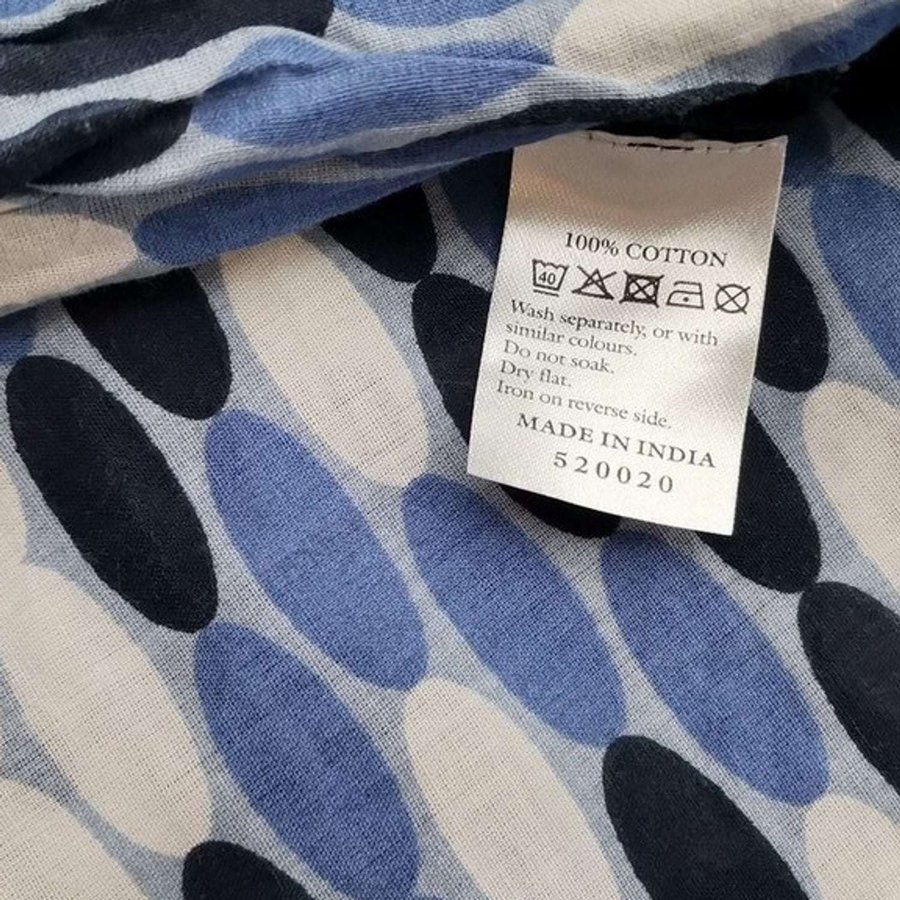 100% COTTON
40
Wash separately, or with
similar colours.
Do not soak.
Dry flat.
Iron on reverse side.
MADE IN INDIA
520020